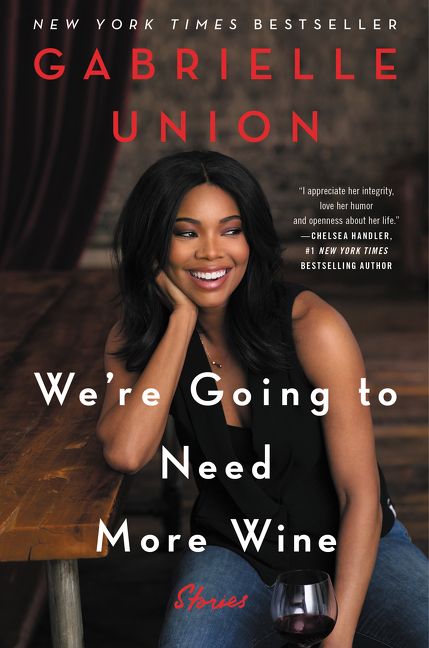 NEW YORK TIMES BESTSELLER
GABRIELLE
UNION
“I appreciate her integrity,
love her humor
and openness about her life.”
—CHELSEA HANDLER,
#1 NEW YORK TIMES
BESTSELLING AUTHOR
We’re Going to
Need
More Wine
Stories